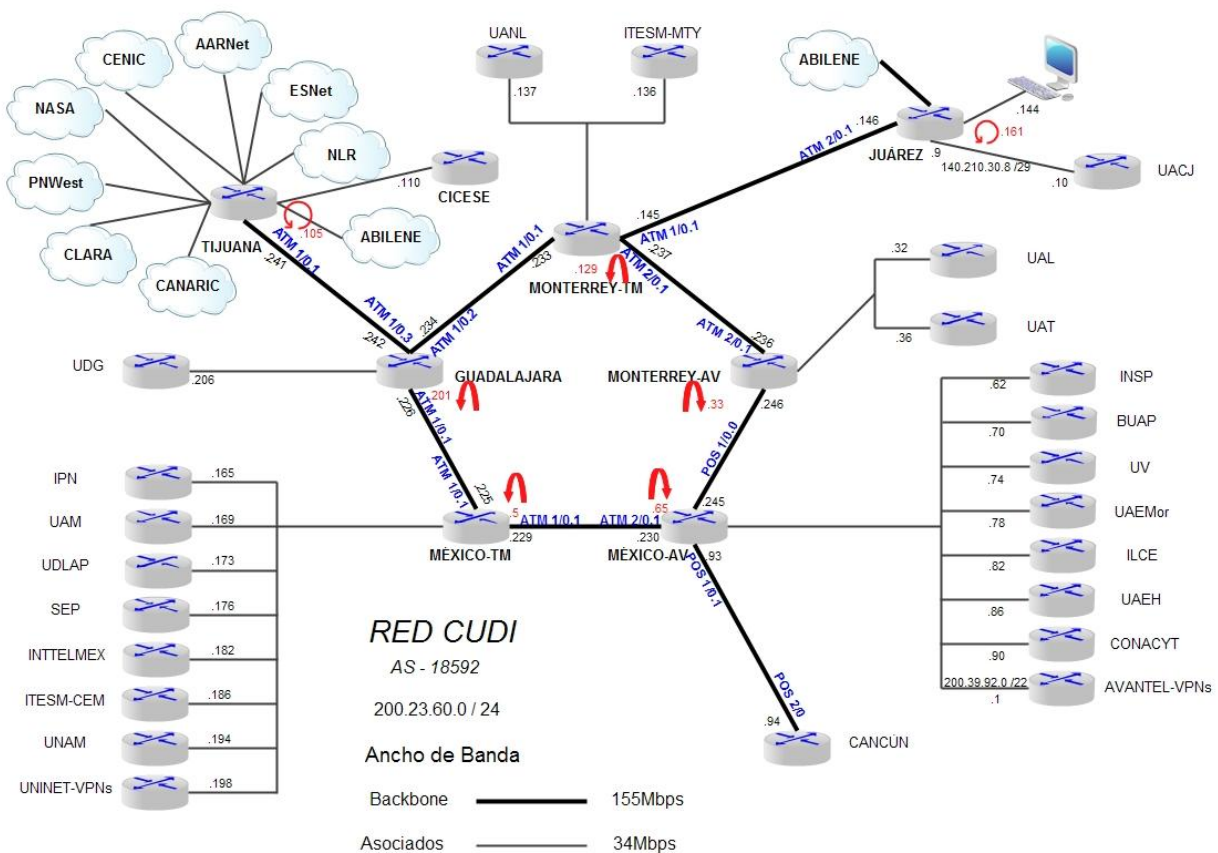 AARNet
CENIC
NASA
ESNet
NLR
PNWest
CLARA
CANARIC
ABILENE
TIJUANA
.105
.110
CICESE
ATM 1/0.1
.241
UANL
.137
ITESM-MTY
.136
ABILENE
.144
.146
ATM 2/0.1
.161
JUÁREZ
.9
140.210.30.8 /29
.10
UACJ
.145
ATM 1/0.1
ATM 1/0.1
.233
.129
MONTERREY-TM
.237
ATM 2/0.1
ATM 1/0.3
.242
.234
ATM 1/0.2
ATM 2/0.1
.236
.32
UAL
.36
UAT
UDG
.206
GUADALAJARA
.201
.226
ATM 1/0.1
MONTERREY-AV
.33
.246
POS 1/0.0
ATM 1/0.1
.225
.5
ATM 1/0.1
.229
MÈXICO-TM
.65
ATM 2/0.1
.230
MÈXICO-AV
.245
.93
POS 1/0.1
POS 2/0
.94
CANCÚN
IPN
.165
UAM
.169
UDLAP
.173
SEP
.176
INTTELMEX
.182
ITESM-CEM
.186
UNAM
.194
UNINET-VPNs
.198
.62
INSP
.70
BUAP
.74
UV
.78
UAEMor
.82
ILCE
.86
UAEH
.90
CONACYT
200.39.92.0 /22
.1
AVANTEL-VPNs
RED CUDI
AS - 18592
200.23.60.0 / 24
Ancho de Banda
Backbone 155Mbps
Asociados 34Mbps